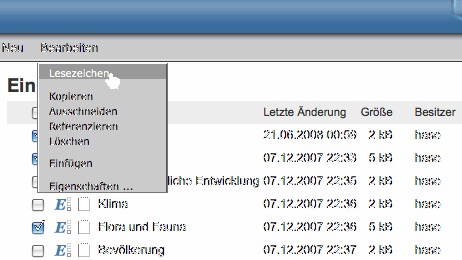 Neu Bearbeiten
Lesezeichen
Ein
Kopieren
Letzte Änderung Größe Besitzer
Ausschneiden
Referenzieren
21.06.2008 00:56 2 kB hase
Löschen
07.12.2007 22:33 5 kB hase
Einfügen
liche Entwicklung 07.12.2007 22:35 2 kB hase
Eigenschaften ...
E Klima 07.12.2007 22:36 2 kB hase
E Flora und Fauna 07.12.2007 22:36 5 kB hase
E Bevölkerung 07.12.2007 22:37 2 kB hase